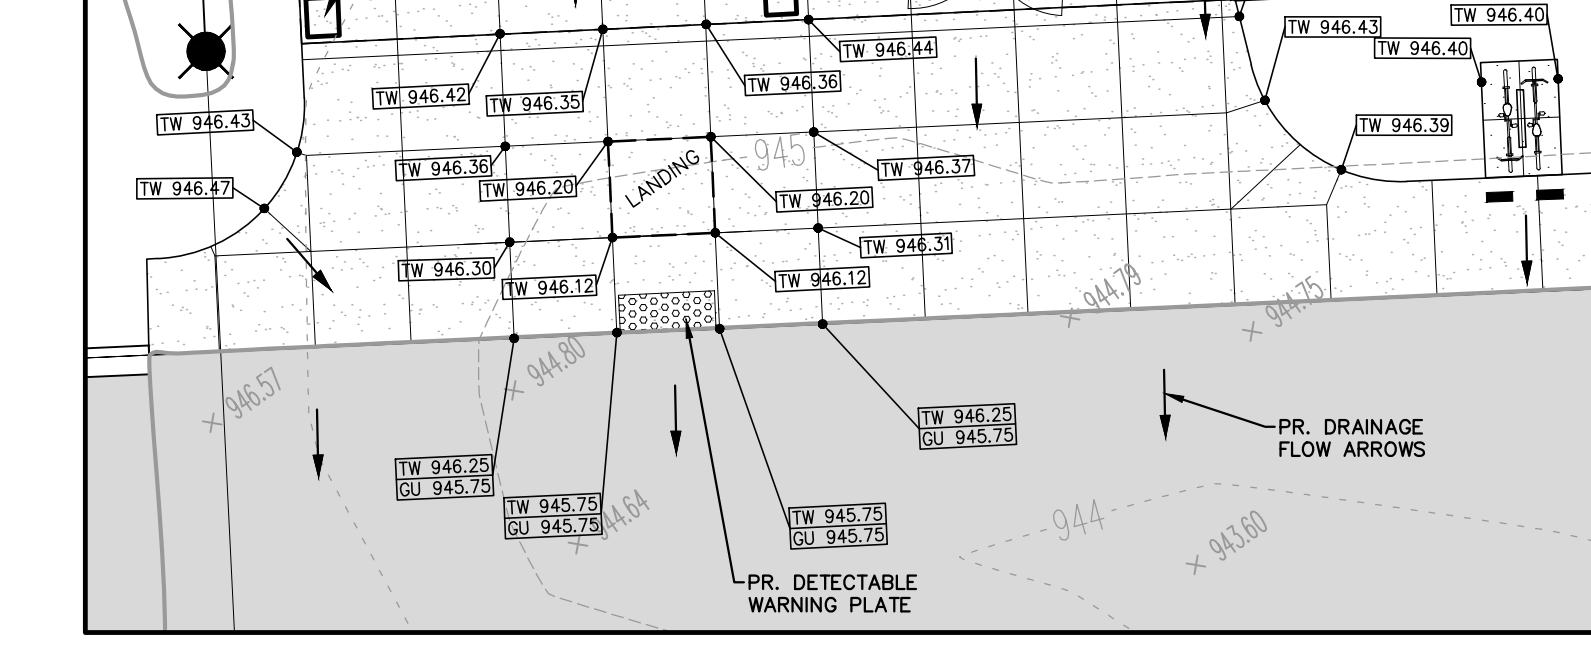 TW 946.40
TW 946.43
TW 946.40
TW 946.44
TW 946.36
TW 946.42
TW 946.35
TW 946.43
TW 946.39
945
TW 946.36
TW 946.37
TW 946.20
LANDING
TW 946.47
TW 946.20
TW 946.31
TW 946.30
TW 946.12
TW 946.12
944.79
944.75
944.80
946.57
TW 946.25
GU 945.75
PR. DRAINAGE
FLOW ARROWS
TW 946.25
GU 945.75
TW 945.75
GU 945.75
944.64
TW 945.75
GU 945.75
944
943.60
PR. DETECTABLE
WARNING PLATE